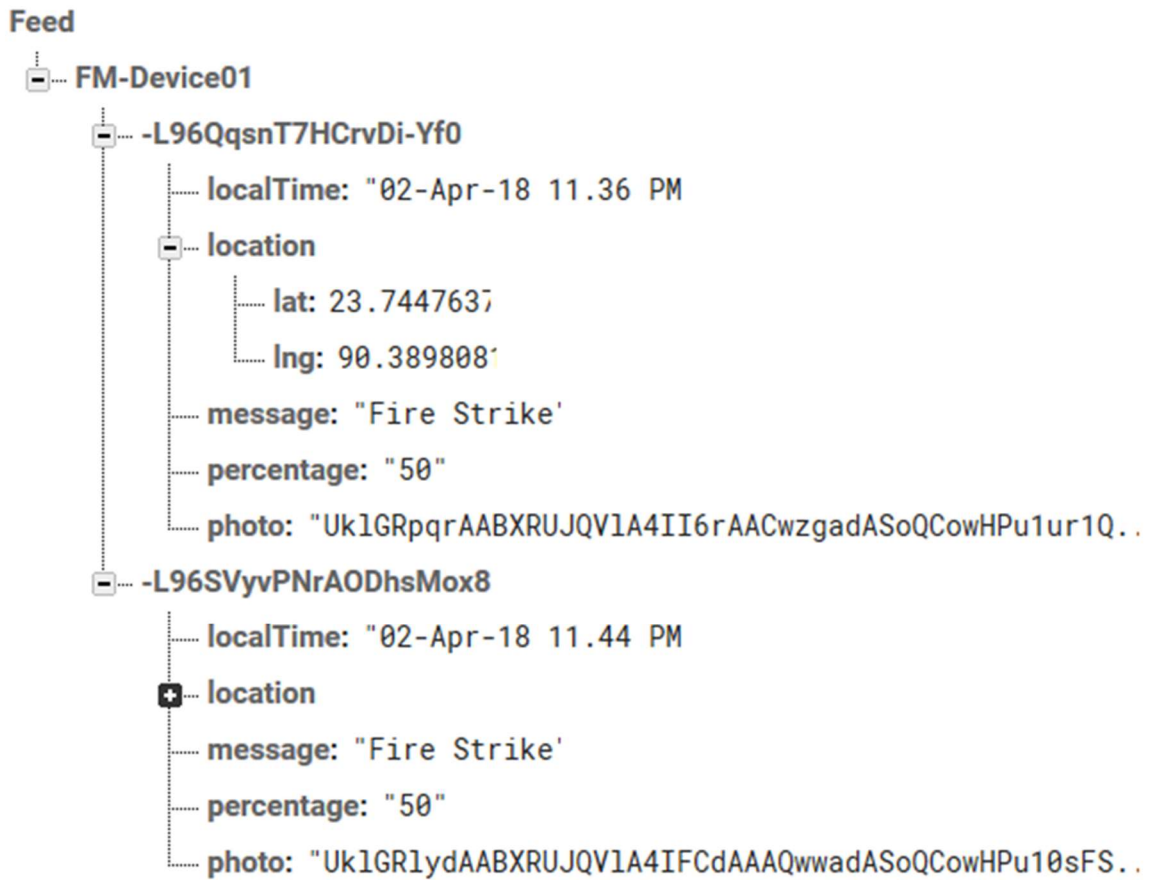 Feed
FM-Device01
-L96QqsnT7HCrvDi-Yf0
localTime: "02-Apr-18 11.36 PM
location
lat: 23.7447637
lng: 90.3898081
message: "Fire Strike'
percentage: "50"
photo: "UklGRpqrAABXRUJQVlA4II6rAACwzgadASoQCowHPu1ur1Q..
-L96SVyvPNrAODhsMox8
localTime: "02-Apr-18 11.44 PM
location
message: "Fire Strike'
percentage: "50"
photo: "UklGRlydAABXRUJQVlA4IFCdAAAQwwadASoQCowHPu10sFS..